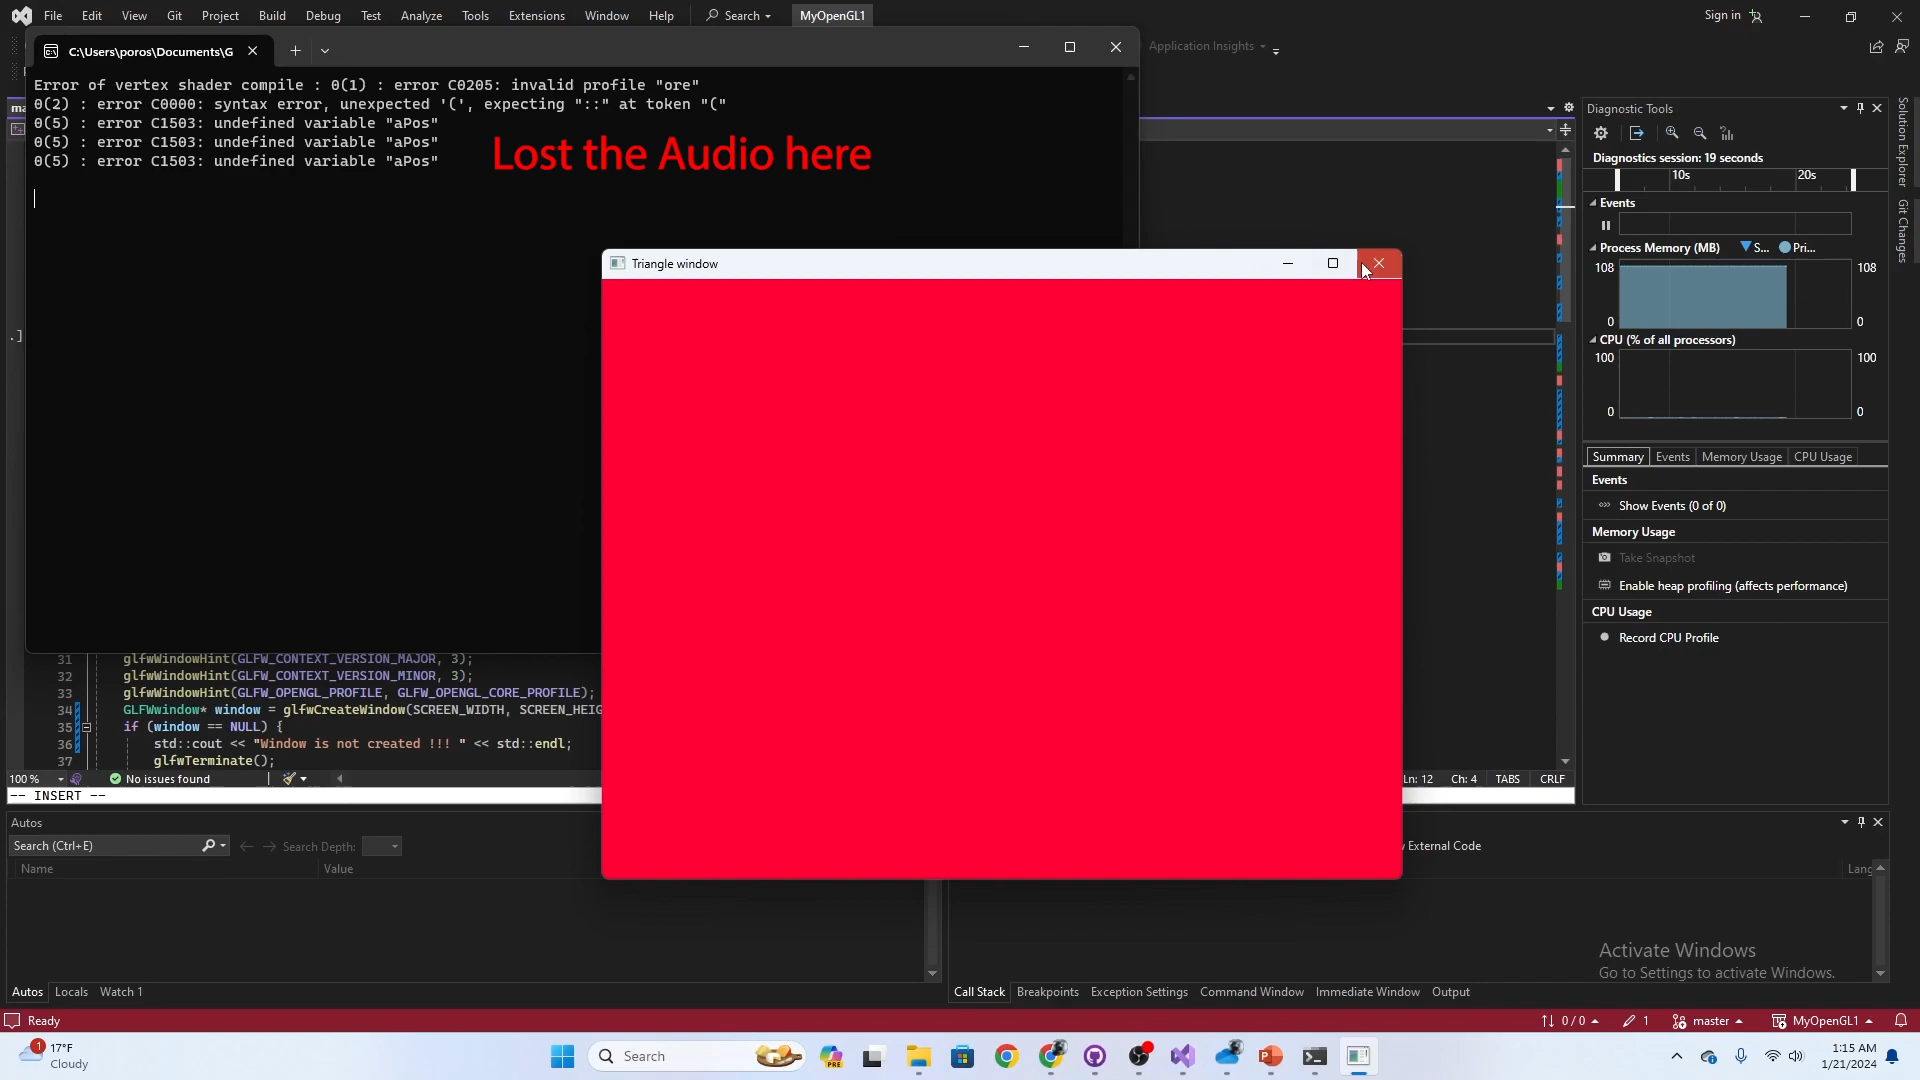 File Edit View Git Project Build Debug Test Analyze Tools Extensions Window Help Search MyOpenGL1 Sign in
C:\Users\poros\Documents\G
Application Insights
Error of vertex shader compile : 0(1) : error C0205: invalid profile "ore"
0(2) : error C0000: syntax error, unexpected '(', expecting "::" at token "("
0(5) : error C1503: undefined variable "aPos"
0(5) : error C1503: undefined variable "aPos"
0(5) : error C1503: undefined variable "aPos"
Lost the Audio here
Triangle window
.]
31 glfwWindowHint(GLFW_CONTEXT_VERSION_MAJOR, 3);
32 glfwWindowHint(GLFW_CONTEXT_VERSION_MINOR, 3);
33 glfwWindowHint(GLFW_OPENGL_PROFILE, GLFW_OPENGL_CORE_PROFILE);
34 GLFWwindow* window = glfwCreateWindow(SCREEN_WIDTH, SCREEN_HEIG
35 if (window == NULL) {
36 std::cout << "Window is not created !!! " << std::endl;
37 glfwTerminate();
100 % No issues found Ln: 12 Ch: 4 TABS CRLF
-- INSERT --
Diagnostic Tools
Diagnostics session: 19 seconds
10s 20s
Events
Process Memory (MB) S... Pri...
108 108
0 0
CPU (% of all processors)
100 100
0 0
Summary Events Memory Usage CPU Usage
Events
Show Events (0 of 0)
Memory Usage
Take Snapshot
Enable heap profiling (affects performance)
CPU Usage
Record CPU Profile
Solution Explorer
Git Changes
Autos
Search (Ctrl+E) Search Depth:
Name Value
External Code
Lang
Autos Locals Watch 1
Call Stack Breakpoints Exception Settings Command Window Immediate Window Output
Activate Windows
Go to Settings to activate Windows.
Ready 0 / 0 1 master MyOpenGL1
1 17°F
Cloudy
Search
PRE
1:15 AM
1/21/2024